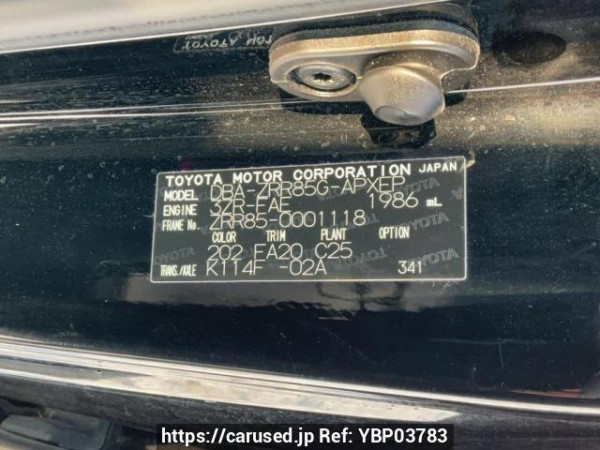 TOYOTA MOTOR CORPORATION JAPAN
MODEL DBA-ZRR85G-APXEP
ENGINE 3ZR-FAE 1986 mL
FRAME No. ZRR85-0001118
COLOR TRIM PLANT OPTION
202 FA20 C25
TRANS./AXLE K114F -02A 341
https://carused.jp Ref: YBP03783